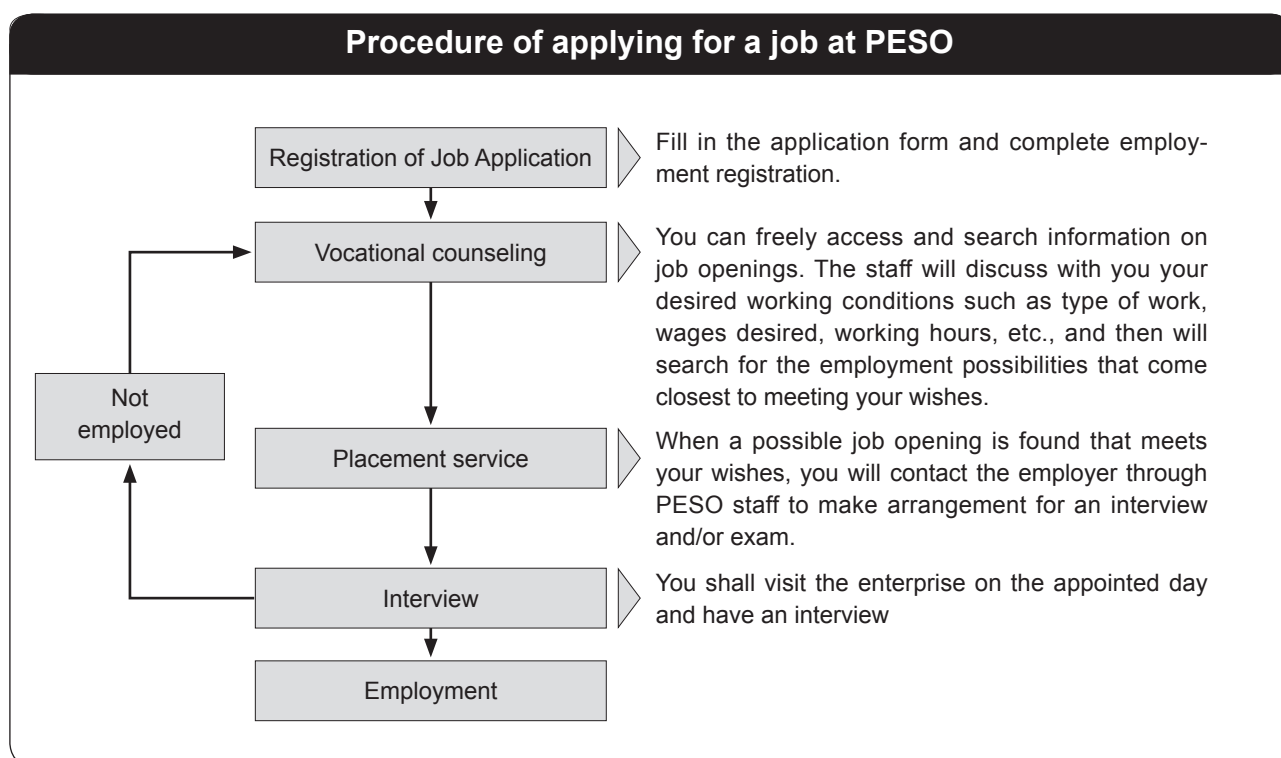 Procedure of applying for a job at PESO
Registration of Job Application
Fill in the application form and complete employ-
ment registration.
Vocational counseling
You can freely access and search information on
job openings. The staff will discuss with you your
desired working conditions such as type of work,
wages desired, working hours, etc., and then will
search for the employment possibilities that come
closest to meeting your wishes.
Not
employed
Placement service
When a possible job opening is found that meets
your wishes, you will contact the employer through
PESO staff to make arrangement for an interview
and/or exam.
Interview
You shall visit the enterprise on the appointed day
and have an interview
Employment